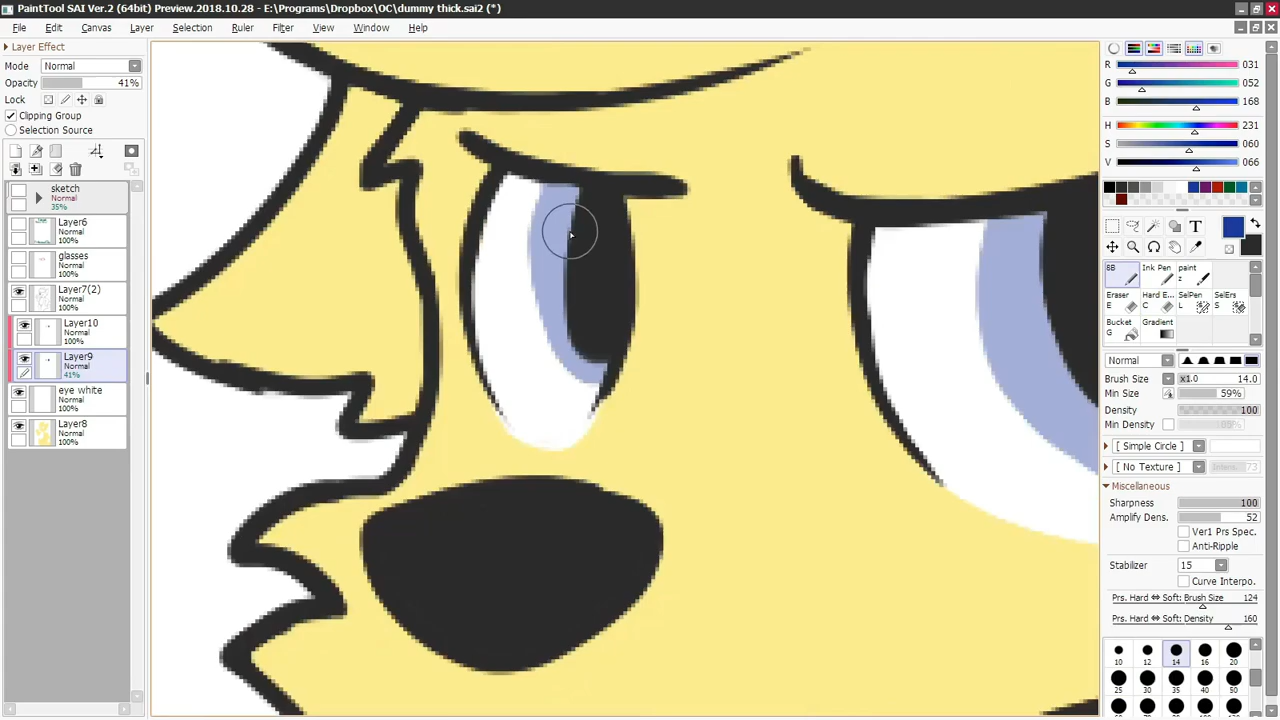 PaintTool SAI Ver.2 (64bit) Preview.2018.10.28 - E:\Programs\Dropbox\OC\dummy thick.sai2 (*)
File Edit Canvas Layer Selection Ruler Filter View Window Help
Layer Effect
Mode Normal
Opacity 41%
Lock
Clipping Group
Selection Source
sketch
Normal
35%
Layer6
Normal
100%
glasses
Normal
100%
Layer7(2)
Normal
100%
Layer10
Normal
100%
Layer9
Normal
41%
eye white
Normal
100%
Layer8
Normal
100%
R 031
G 052
B 168
H 231
S 060
V 066
T
6B Ink Pen paint
z
Eraser Hard E... SelPen SelErs
E C L S
Bucket Gradient
G
Normal
Brush Size x1.0 14.0
Min Size 59%
Density 100
Min Density
[ Simple Circle ]
[ No Texture ] Intens. 73
Miscellaneous
Sharpness 100
Amplify Dens. 52
Ver1 Prs Spec.
Anti-Ripple
Stabilizer 15
Curve Interpo.
Prs. Hard ⇔ Soft: Brush Size 124
Prs. Hard ⇔ Soft: Density 160
10 12 14 16 20
25 30 35 40 50